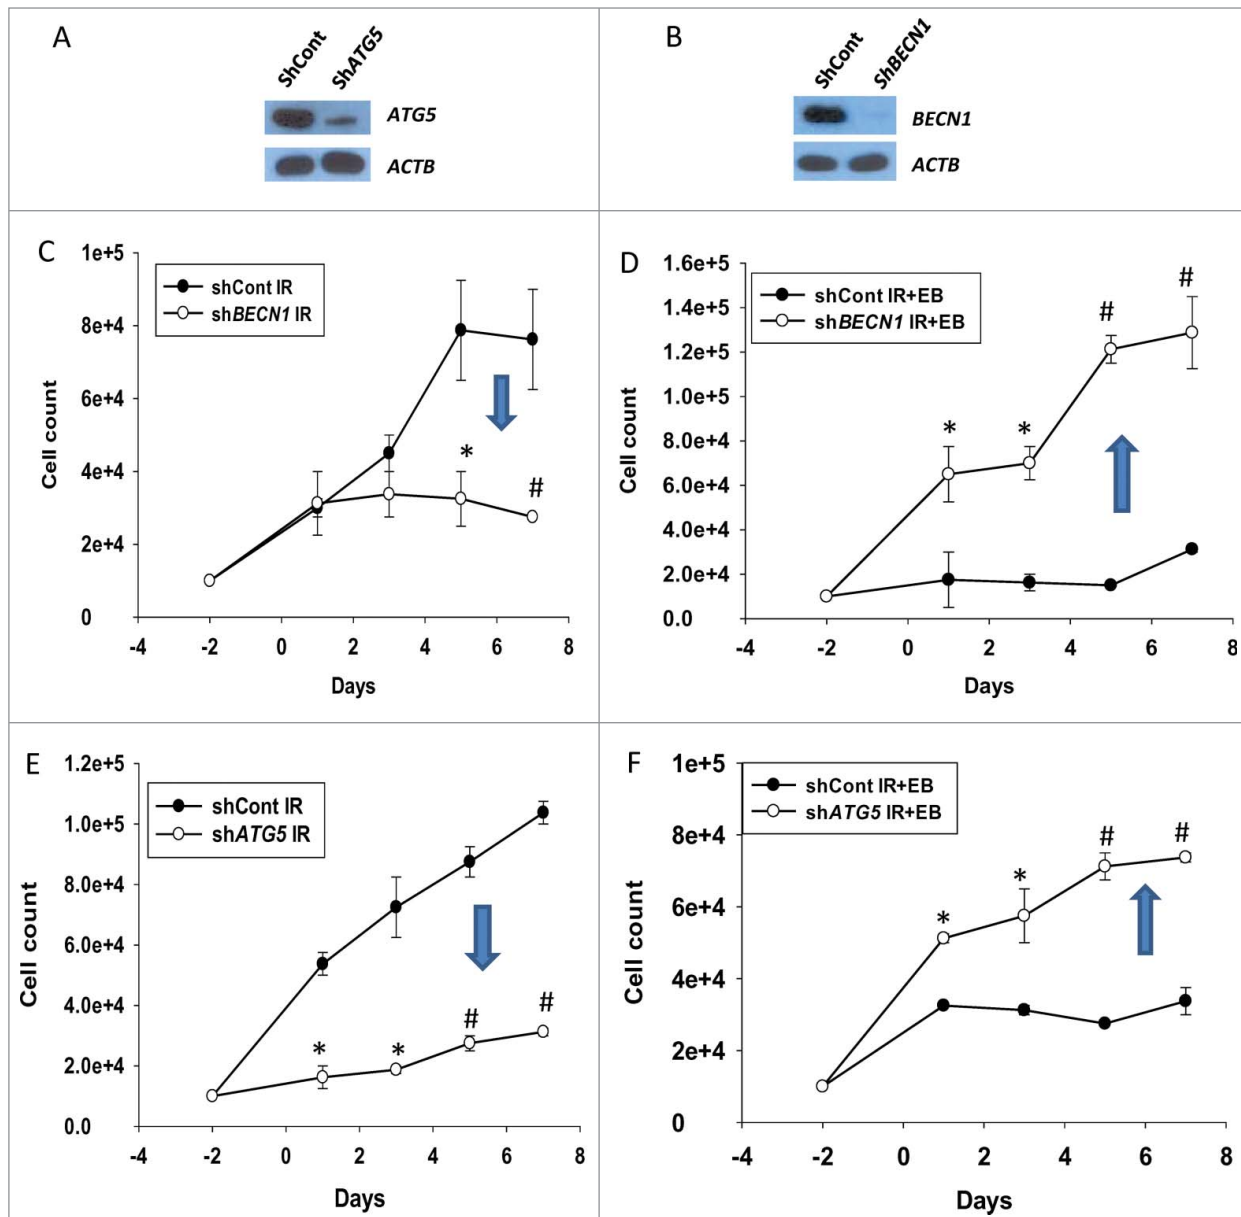 A
ShCont ShATG5
ATG5
ACTB
B
ShCont ShBECN1
BECN1
ACTB
C
1e+5
8e+4
6e+4
4e+4
2e+4
0
Cell count
shCont IR
shBECN1 IR
*
#
-4 -2 0 2 4 6 8
Days
D
1.6e+5
1.4e+5
1.2e+5
1.0e+5
8.0e+4
6.0e+4
4.0e+4
2.0e+4
0.0
Cell count
shCont IR+EB
shBECN1 IR+EB
* * # #
-4 -2 0 2 4 6 8
Days
E
1.2e+5
1.0e+5
8.0e+4
6.0e+4
4.0e+4
2.0e+4
0.0
Cell count
shCont IR
shATG5 IR
* * # #
-4 -2 0 2 4 6 8
Days
F
1e+5
8e+4
6e+4
4e+4
2e+4
0
Cell count
shCont IR+EB
shATG5 IR+EB
* * # #
-4 -2 0 2 4 6 8
Days